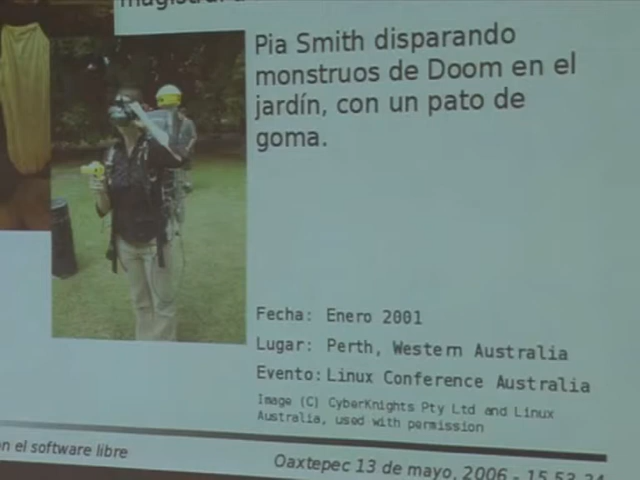 Pia Smith disparando
monstruos de Doom en el
jardín, con un pato de
goma.
Fecha: Enero 2001
Lugar: Perth, Western Australia
Evento: Linux Conference Australia
Image (C) CyberKnights Pty Ltd and Linux
Australia, used with permission
el software libre
Oaxtepec 13 de mayo, 2006 - 15.53.24